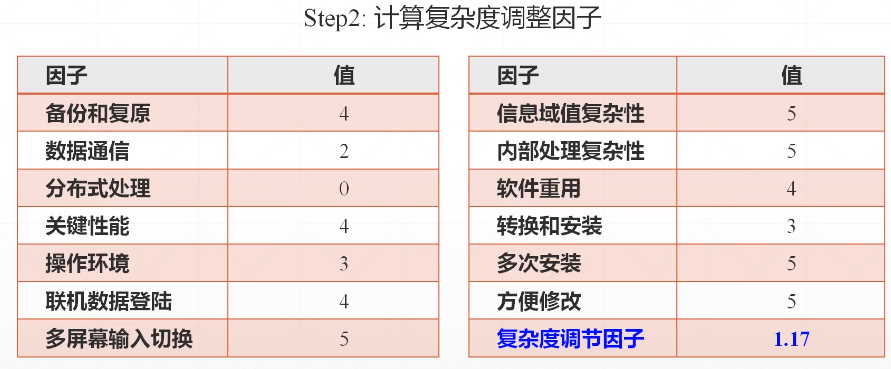 Step2: 计算复杂度调整因子
因子 值
备份和复原 4
数据通信 2
分布式处理 0
关键性能 4
操作环境 3
联机数据登陆 4
多屏幕输入切换 5
因子 值
信息域值复杂性 5
内部处理复杂性 5
软件重用 4
转换和安装 3
多次安装 5
方便修改 5
复杂度调节因子 1.17